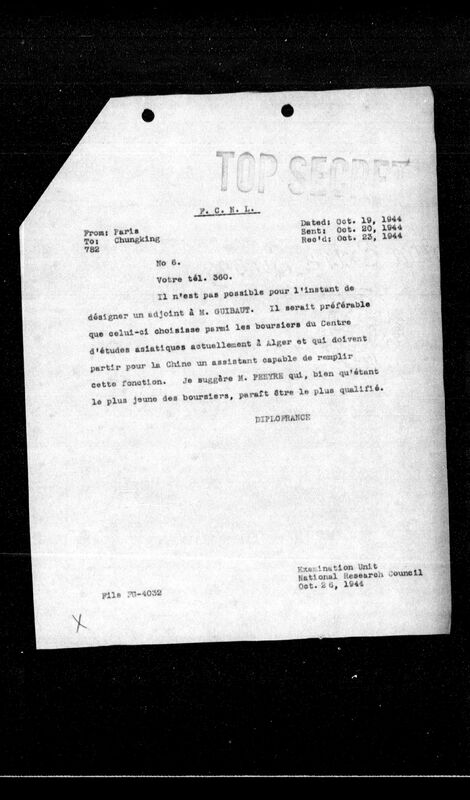 TOP SECRET
F. C. N. L.
From: Paris
To: Chungking
782
Dated: Oct. 19, 1944
Sent: Oct. 20, 1944
Rec'd: Oct. 23, 1944
No 6.
Votre tél. 360.
Il n'est pas possible pour l'instant de
désigner un adjoint à M. GUIBAUT. Il serait préférable
que celui-ci choisisse parmi les boursiers du Centre
d'études asiatiques actuellement à Alger et qui doivent
partir pour la Chine un assistant capable de remplir
cette fonction. Je suggère M. PEEYRE qui, bien qu'étant
le plus jeune des boursiers, paraît être le plus qualifié.
DIPLOFRANCE
Examination Unit
National Research Council
Oct. 26, 1944
File FG-4032
X